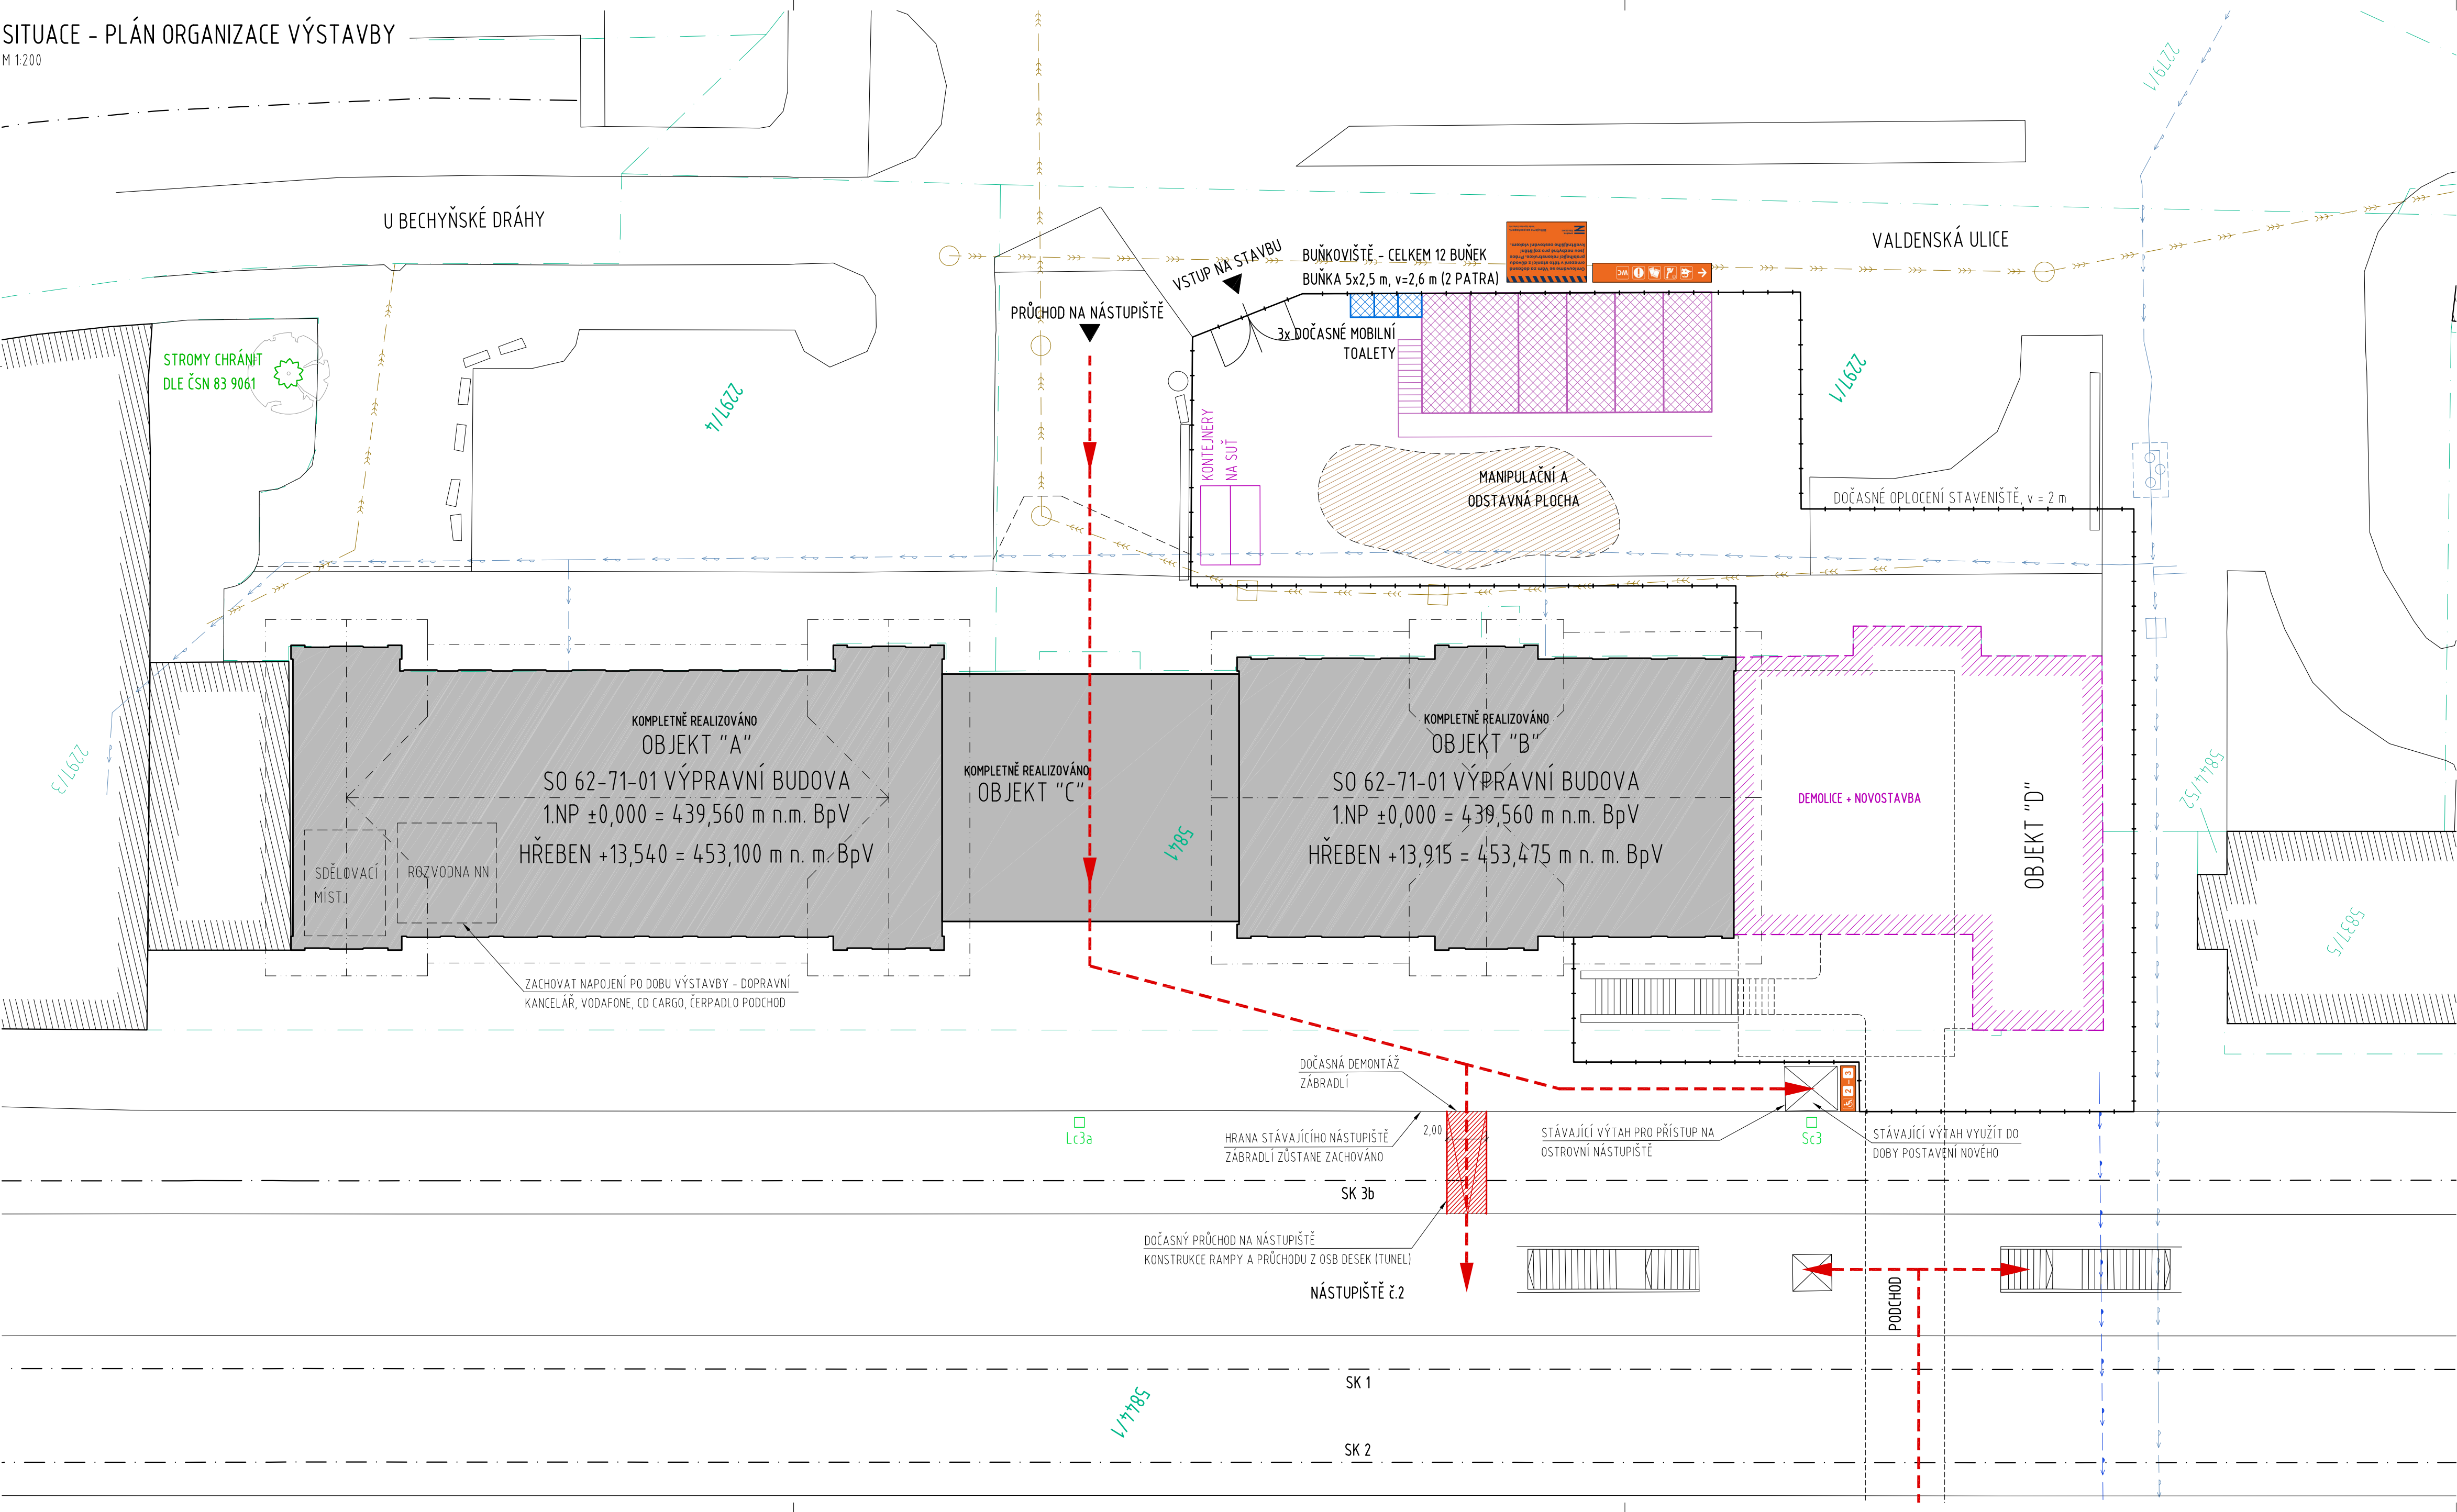 SITUACE - PLÁN ORGANIZACE VÝSTAVBY
M 1:200
2279/1
U BECHYŇSKÉ DRÁHY
VALDENSKÁ ULICE
VSTUP NA STAVBU
BUŇKOVIŠTĚ - CELKEM 12 BUNĚK
BUŇKA 5x2,5 m, v=2,6 m (2 PATRA)
WC
PRŮCHOD NA NÁSTUPIŠTĚ
3x DOČASNÉ MOBILNÍ
TOALETY
STROMY CHRÁNIT
DLE ČSN 83 9061
2297/4
2297/1
KONTEJNERY
NA SUŤ
MANIPULAČNÍ A
ODSTAVNÁ PLOCHA
DOČASNÉ OPLOCENÍ STAVENIŠTĚ, v = 2 m
2297/3
KOMPLETNĚ REALIZOVÁNO
OBJEKT "A"
SO 62-71-01 VÝPRAVNÍ BUDOVA
1.NP ±0,000 = 439,560 m n.m. BpV
HŘEBEN +13,540 = 453,100 m n. m. BpV
SDĚLOVACÍ
MÍST.
ROZVODNA NN
KOMPLETNĚ REALIZOVÁNO
OBJEKT "C"
5841
KOMPLETNĚ REALIZOVÁNO
OBJEKT "B"
SO 62-71-01 VÝPRAVNÍ BUDOVA
1.NP ±0,000 = 439,560 m n.m. BpV
HŘEBEN +13,915 = 453,475 m n. m. BpV
DEMOLICE + NOVOSTAVBA
OBJEKT "D"
5844/52
5837/5
ZACHOVAT NAPOJENÍ PO DOBU VÝSTAVBY - DOPRAVNÍ
KANCELÁŘ, VODAFONE, CD CARGO, ČERPADLO PODCHOD
DOČASNÁ DEMONTÁŽ
ZÁBRADLÍ
2 - 3
Lc3a
HRANA STÁVAJÍCÍHO NÁSTUPIŠTĚ
ZÁBRADLÍ ZŮSTANE ZACHOVÁNO
2,00
STÁVAJÍCÍ VÝTAH PRO PŘÍSTUP NA
OSTROVNÍ NÁSTUPIŠTĚ
Sc3
STÁVAJÍCÍ VÝTAH VYUŽÍT DO
DOBY POSTAVENÍ NOVÉHO
SK 3b
DOČASNÝ PRŮCHOD NA NÁSTUPIŠTĚ
KONSTRUKCE RAMPY A PRŮCHODU Z OSB DESEK (TUNEL)
NÁSTUPIŠTĚ č.2
PODCHOD
SK 1
5844/1
SK 2